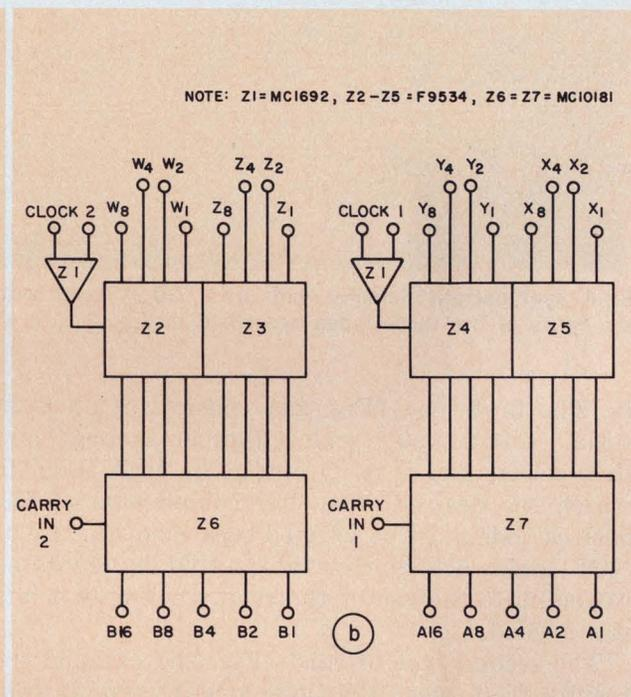 NOTE: Z1=MC1692, Z2-Z5=F9534, Z6=Z7=MC10181
W4 W2 Z4 Z2 Y4 Y2 X4 X2
CLOCK 2 W8 W1 Z8 Z1 CLOCK 1 Y8 Y1 X8 X1
Z1 Z1
Z2 Z3 Z4 Z5
CARRY IN 2 Z6 CARRY IN 1 Z7
B16 B8 B4 B2 B1 b A16 A8 A4 A2 A1